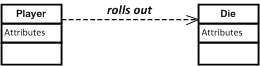 Player
rolls out
Die
Attributes
Attributes